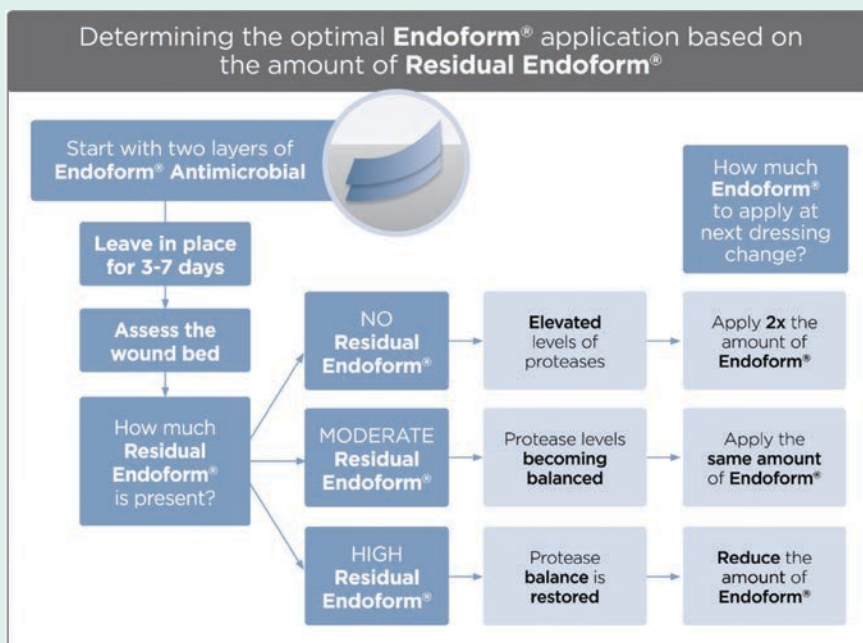 Determining the optimal Endoform® application based on
the amount of Residual Endoform®
Start with two layers of
Endoform® Antimicrobial
How much
Endoform®
to apply at
next dressing
change?
Leave in place
for 3-7 days
Assess the
wound bed
How much
Residual
Endoform®
is present?
NO
Residual
Endoform®
Elevated
levels of
proteases
Apply 2x the
amount of
Endoform®
MODERATE
Residual
Endoform®
Protease levels
becoming
balanced
Apply the
same amount
of Endoform®
HIGH
Residual
Endoform®
Protease
balance is
restored
Reduce the
amount of
Endoform®